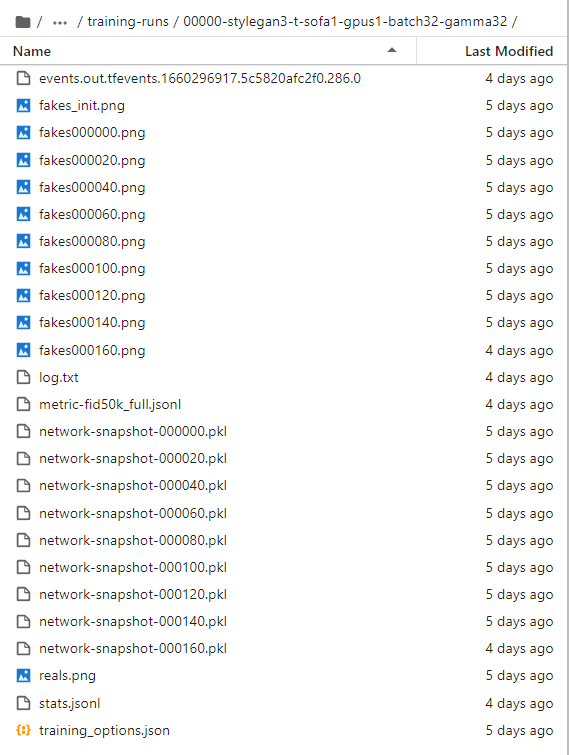 / ... / training-runs / 00000-stylegan3-t-sofa1-gpus1-batch32-gamma32 /
Name Last Modified
events.out.tfevents.1660296917.5c5820afc2f0.286.0 4 days ago
fakes_init.png 5 days ago
fakes000000.png 5 days ago
fakes000020.png 5 days ago
fakes000040.png 5 days ago
fakes000060.png 5 days ago
fakes000080.png 5 days ago
fakes000100.png 5 days ago
fakes000120.png 5 days ago
fakes000140.png 5 days ago
fakes000160.png 4 days ago
log.txt 4 days ago
metric-fid50k_full.jsonl 4 days ago
network-snapshot-000000.pkl 5 days ago
network-snapshot-000020.pkl 5 days ago
network-snapshot-000040.pkl 5 days ago
network-snapshot-000060.pkl 5 days ago
network-snapshot-000080.pkl 5 days ago
network-snapshot-000100.pkl 5 days ago
network-snapshot-000120.pkl 5 days ago
network-snapshot-000140.pkl 5 days ago
network-snapshot-000160.pkl 4 days ago
reals.png 5 days ago
stats.jsonl 4 days ago
training_options.json 5 days ago